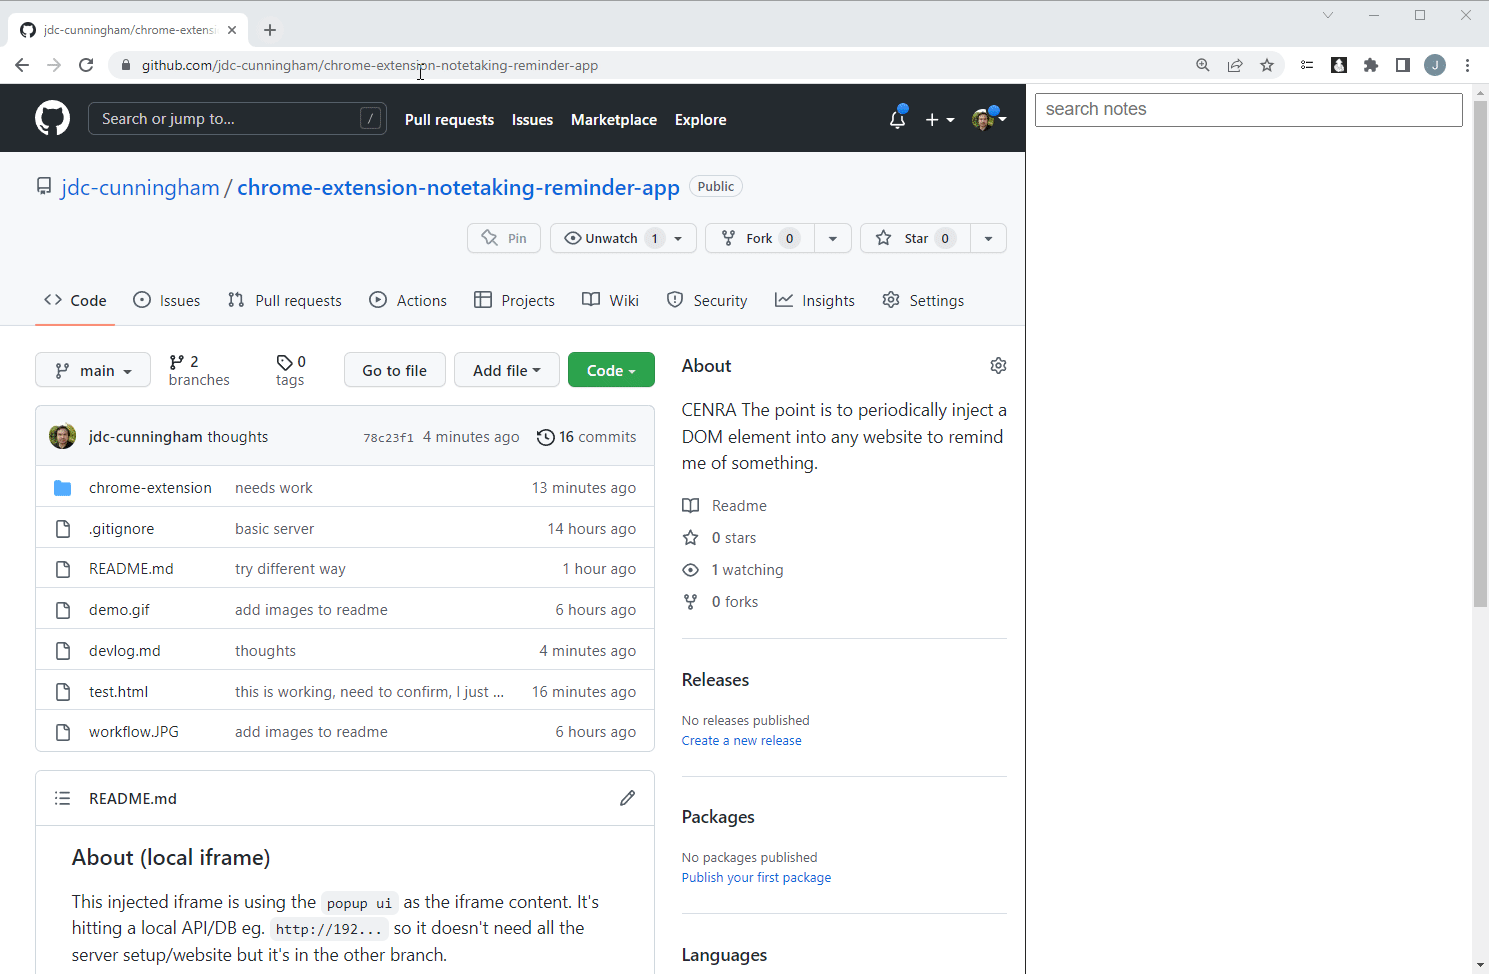 jdc-cunningham/chrome-extensi
github.com/jdc-cunningham/chrome-extension-notetaking-reminder-app
J
Search or jump to...
/
Pull requests
Issues
Marketplace
Explore
search notes
jdc-cunningham / chrome-extension-notetaking-reminder-app
Public
Pin
Unwatch 1
Fork 0
Star 0
Code
Issues
Pull requests
Actions
Projects
Wiki
Security
Insights
Settings
main
2 branches
0 tags
Go to file
Add file
Code
jdc-cunningham thoughts 78c23f1 4 minutes ago 16 commits
chrome-extension needs work 13 minutes ago
.gitignore basic server 14 hours ago
README.md try different way 1 hour ago
demo.gif add images to readme 6 hours ago
devlog.md thoughts 4 minutes ago
test.html this is working, need to confirm, I just ... 16 minutes ago
workflow.JPG add images to readme 6 hours ago
README.md
About (local iframe)
This injected iframe is using the popup ui as the iframe content. It's
hitting a local API/DB eg. http://192... so it doesn't need all the
server setup/website but it's in the other branch.
About
CENRA The point is to periodically inject a
DOM element into any website to remind
me of something.
Readme
0 stars
1 watching
0 forks
Releases
No releases published
Create a new release
Packages
No packages published
Publish your first package
Languages